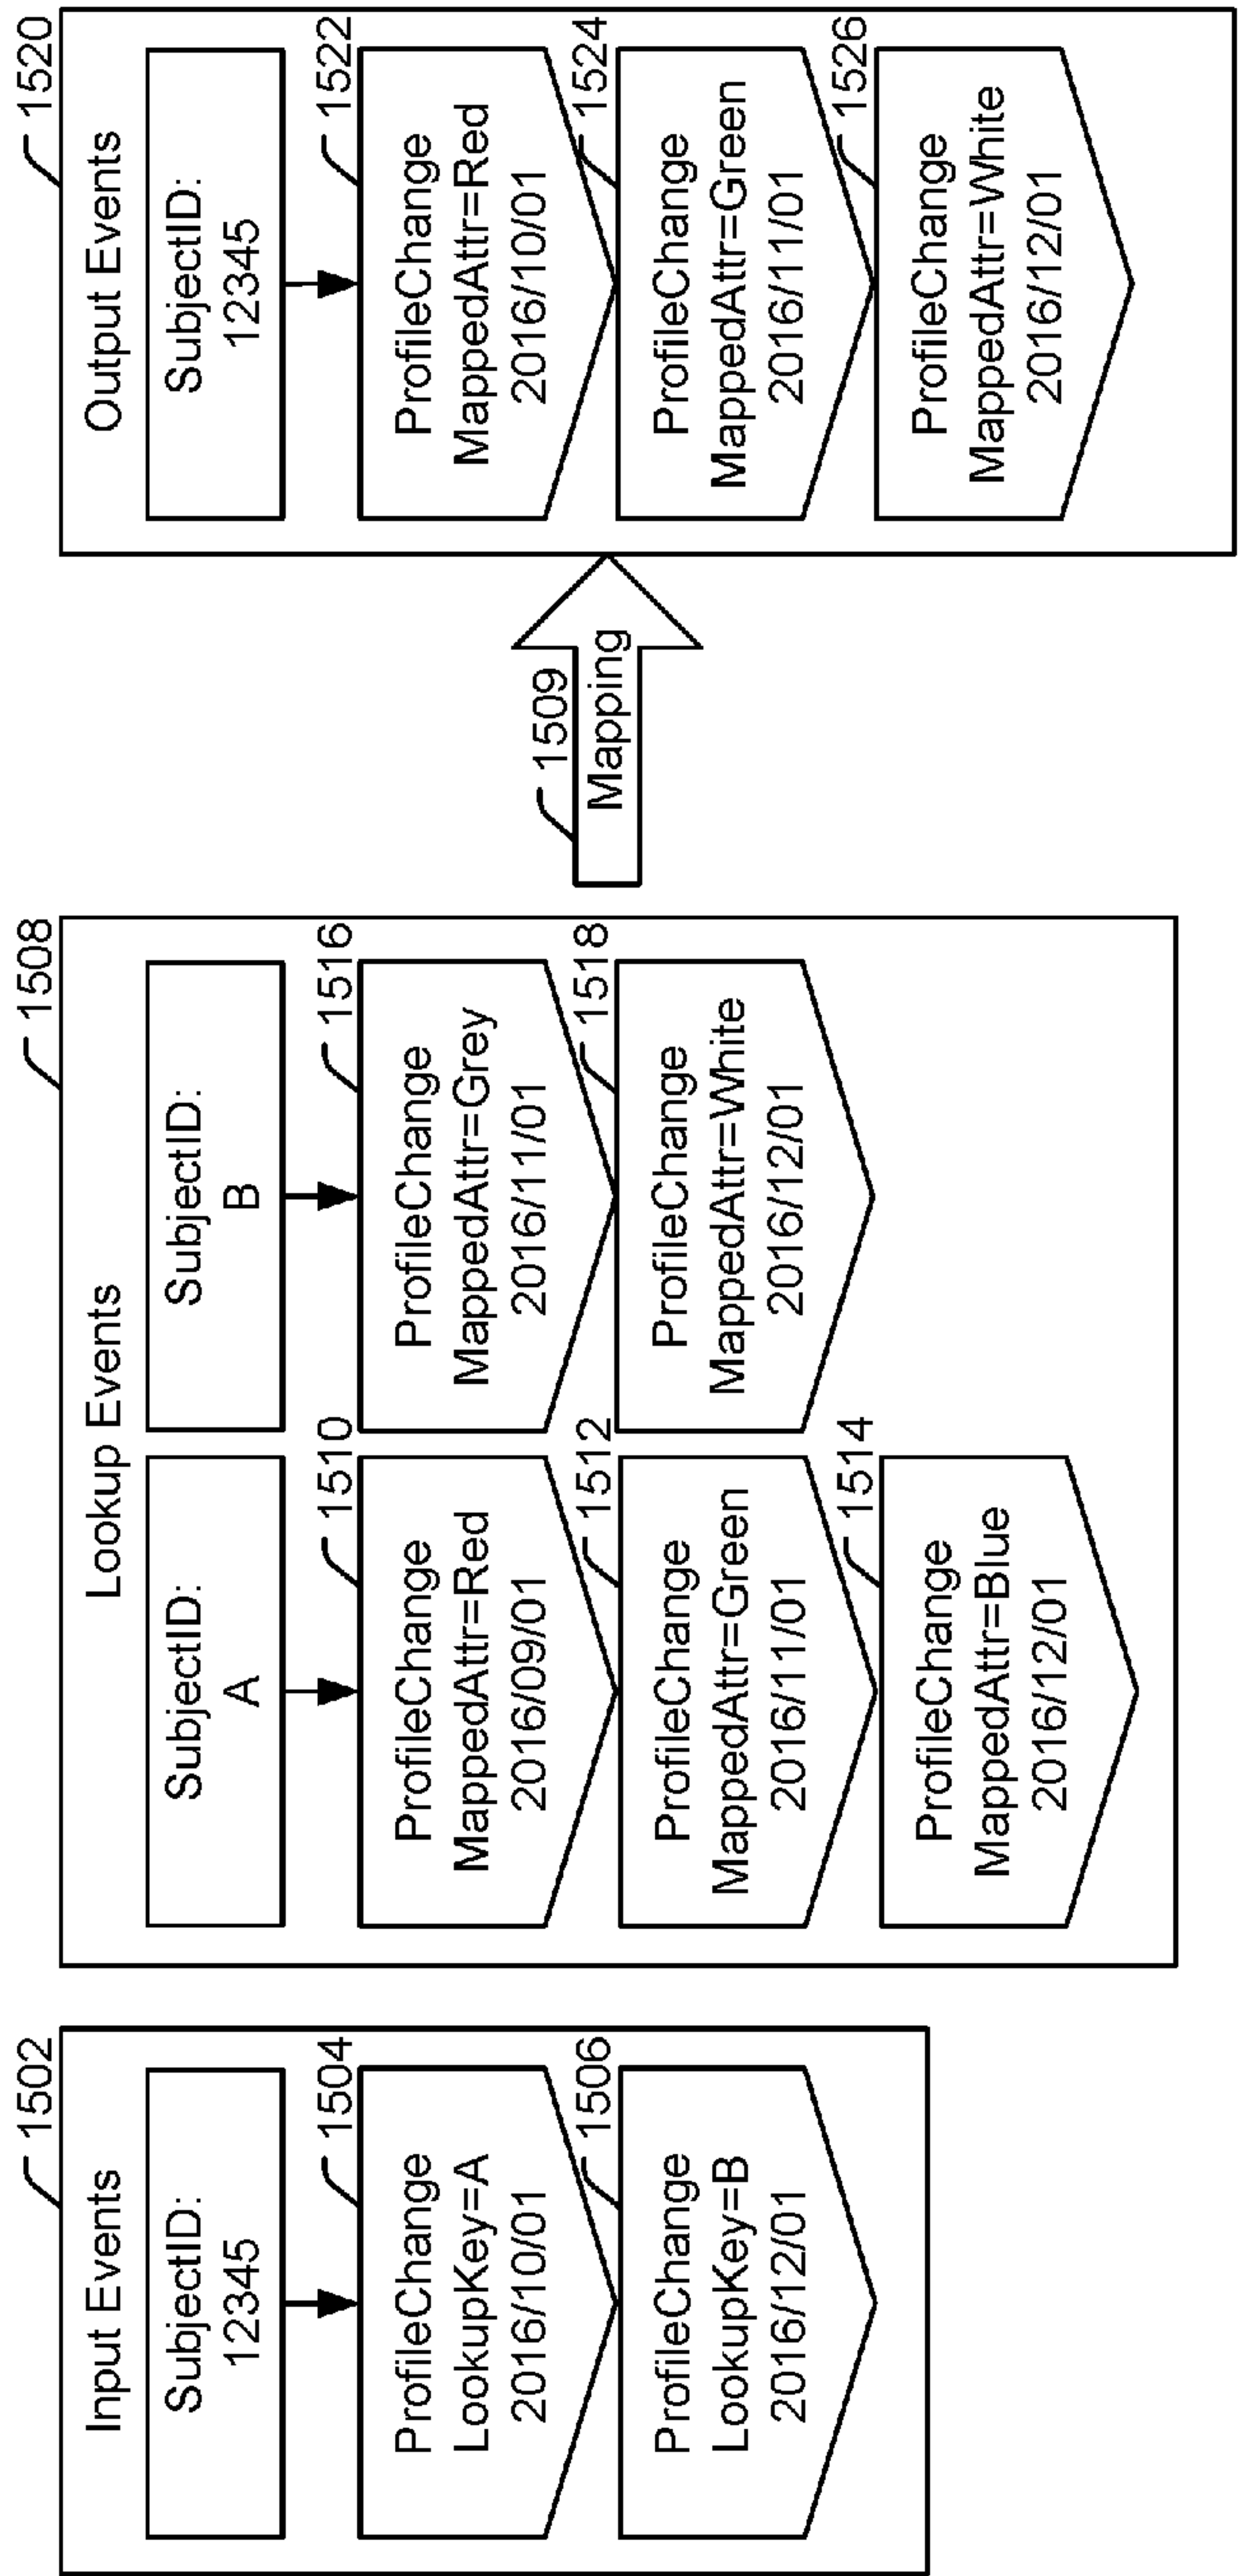 1502
Input Events
SubjectID:
12345
1504
ProfileChange
LookupKey=A
2016/10/01
1506
ProfileChange
LookupKey=B
2016/12/01
1508
Lookup Events
SubjectID:
A
1510
ProfileChange
MappedAttr=Red
2016/09/01
1512
ProfileChange
MappedAttr=Green
2016/11/01
1514
ProfileChange
MappedAttr=Blue
2016/12/01
SubjectID:
B
1516
ProfileChange
MappedAttr=Grey
2016/11/01
1518
ProfileChange
MappedAttr=White
2016/12/01
1509
Mapping
1520
Output Events
SubjectID:
12345
1522
ProfileChange
MappedAttr=Red
2016/10/01
1524
ProfileChange
MappedAttr=Green
2016/11/01
1526
ProfileChange
MappedAttr=White
2016/12/01